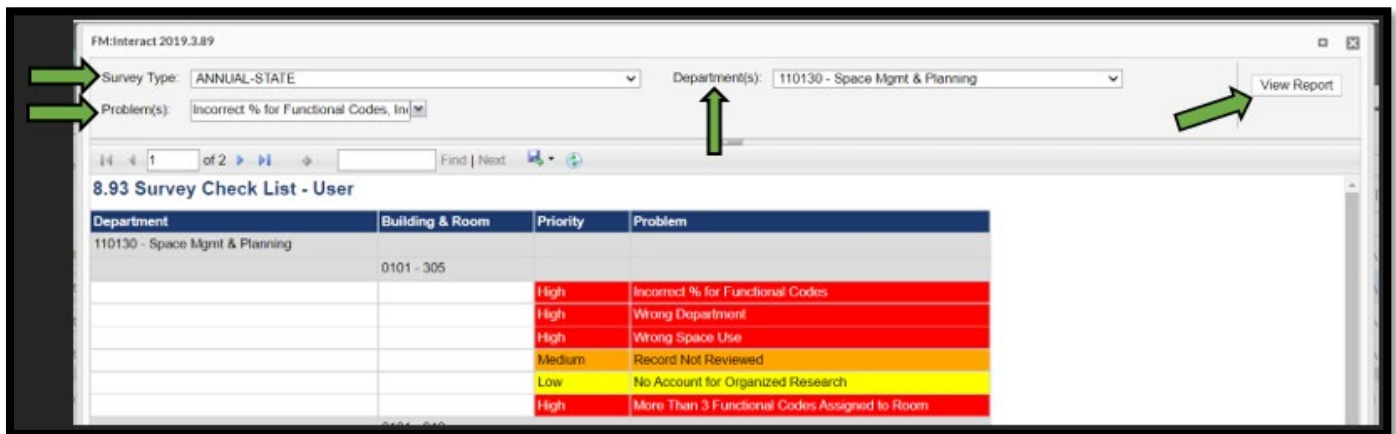 FM:Interact 2019.3.89
Survey Type: ANNUAL-STATE Department(s): 110130 - Space Mgmt & Planning View Report
Problem(s): Incorrect % for Functional Codes, In
1 of 2 Find | Next
8.93 Survey Check List - User
Department Building & Room Priority Problem
110130 - Space Mgmt & Planning
0101 - 305
High Incorrect % for Functional Codes
High Wrong Department
High Wrong Space Use
Medium Record Not Reviewed
Low No Account for Organized Research
High More Than 3 Functional Codes Assigned to Room